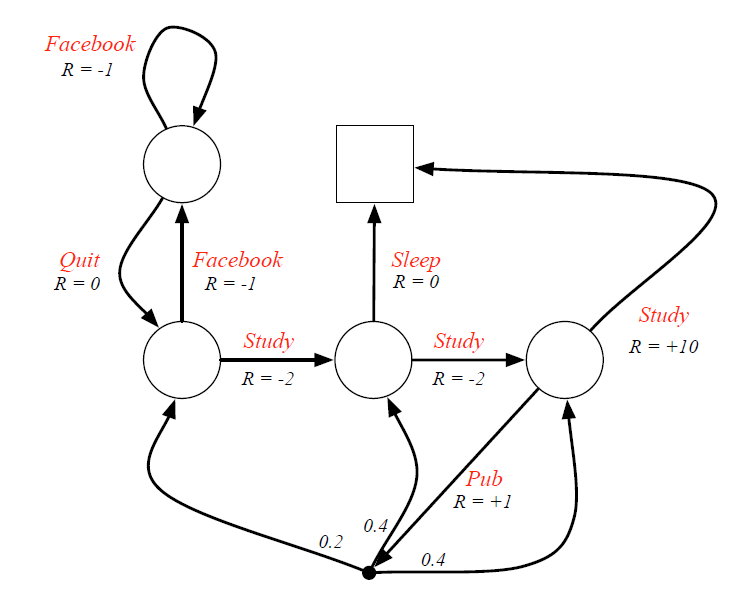 Facebook
R = -1
Quit
R = 0
Facebook
R = -1
Sleep
R = 0
Study
R = -2
Study
R = -2
Study
R = +10
Pub
R = +1
0.2
0.4
0.4